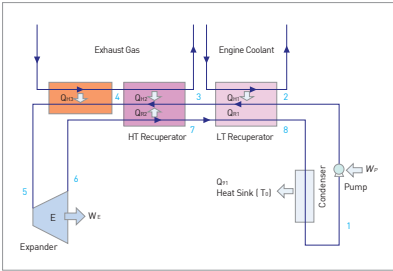 Exhaust Gas
Engine Coolant
4
3
2
QH3
QH2
QH1
QR2
QR1
HT Recuperator
7
LT Recuperator
8
5
6
E
WE
Expander
Q11
Heat Sink ( T0)
Condenser
WP
Pump
1